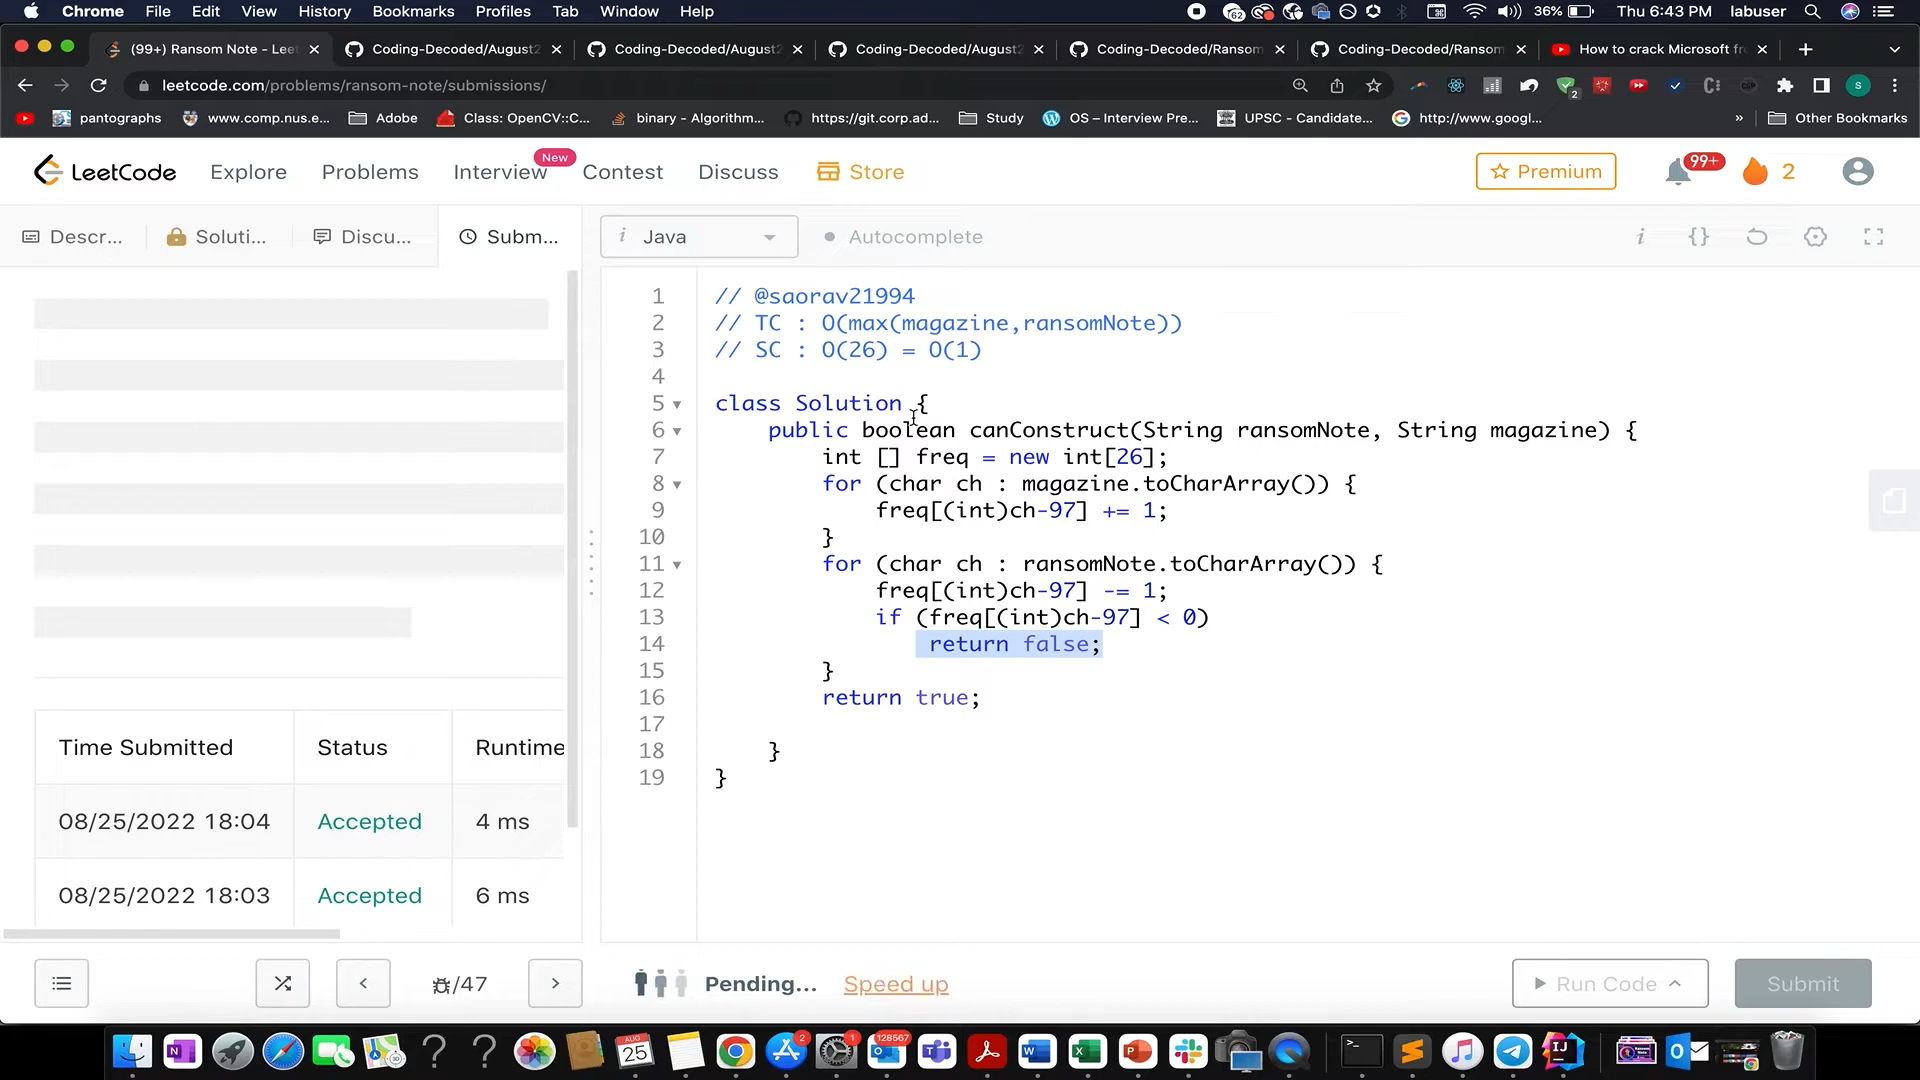 Chrome File Edit View History Bookmarks Profiles Tab Window Help 62 36% Thu 6:43 PM labuser
(99+) Ransom Note - Leet Coding-Decoded/August2 Coding-Decoded/August2 Coding-Decoded/August2 Coding-Decoded/Ransom Coding-Decoded/Ransom How to crack Microsoft fr
leetcode.com/problems/ransom-note/submissions/ 2 S
pantographs www.comp.nus.e... Adobe Class: OpenCV::C... binary - Algorithm... https://git.corp.ad... Study OS – Interview Pre... UPSC - Candidate... http://www.googl... » Other Bookmarks
LeetCode Explore Problems Interview New Contest Discuss Store Premium 99+ 2
Descr... Soluti... Discu... Subm... i Java Autocomplete i {}
1 // @saorav21994
2 // TC : O(max(magazine,ransomNote))
3 // SC : O(26) = O(1)
4
5 class Solution {
6 public boolean canConstruct(String ransomNote, String magazine) {
7 int [] freq = new int[26];
8 for (char ch : magazine.toCharArray()) {
9 freq[(int)ch-97] += 1;
10 }
11 for (char ch : ransomNote.toCharArray()) {
12 freq[(int)ch-97] -= 1;
13 if (freq[(int)ch-97] < 0)
14 return false;
15 }
16 return true;
17
18 }
19 }
Time Submitted Status Runtime
08/25/2022 18:04 Accepted 4 ms
08/25/2022 18:03 Accepted 6 ms
/47 Pending... Speed up Run Code Submit
N ? ? AUG 25 2 1 128567 W X P IJ